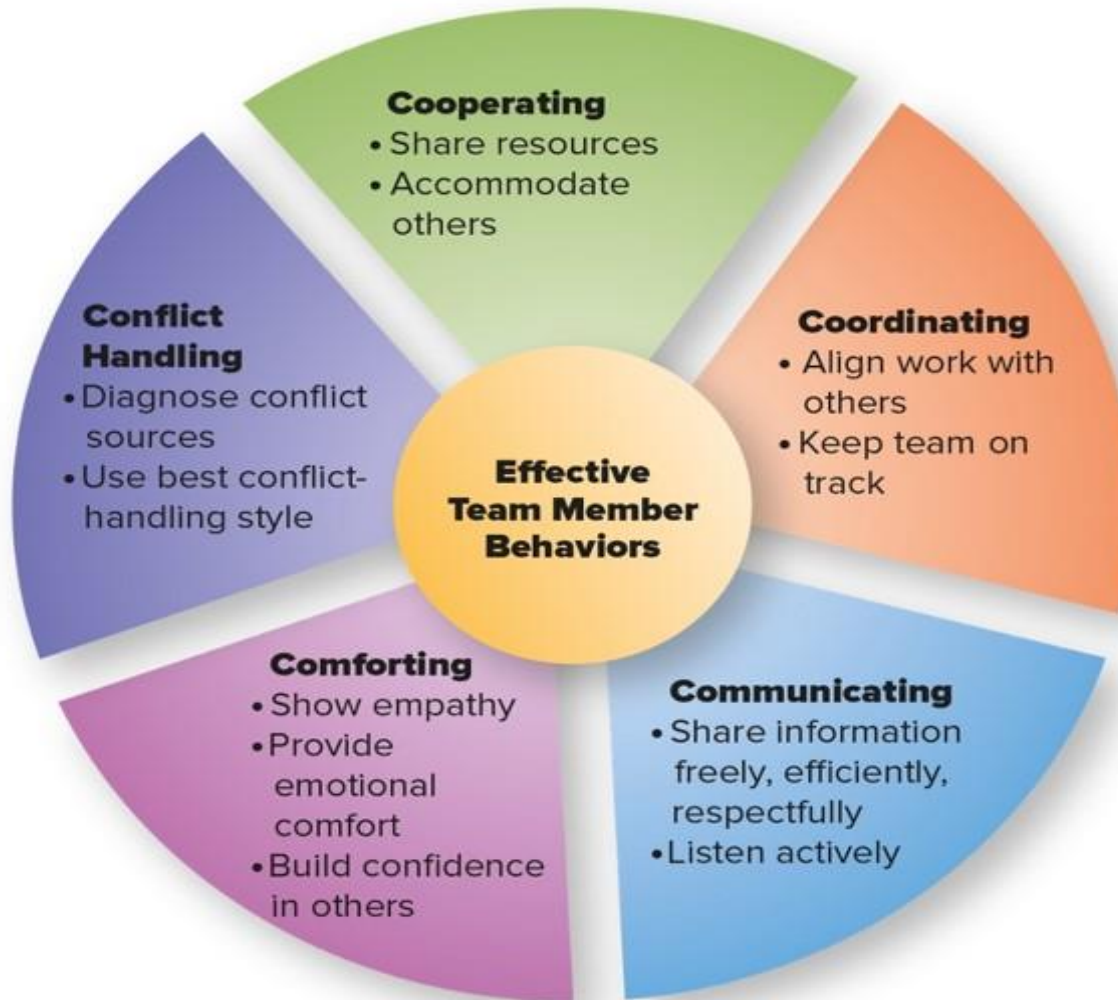 Cooperating
• Share resources
• Accommodate
others
Coordinating
• Align work with
others
• Keep team on
track
Communicating
• Share information
freely, efficiently,
respectfully
• Listen actively
Comforting
• Show empathy
• Provide
emotional
comfort
• Build confidence
in others
Conflict
Handling
• Diagnose conflict
sources
• Use best conflict-
handling style
Effective
Team Member
Behaviors